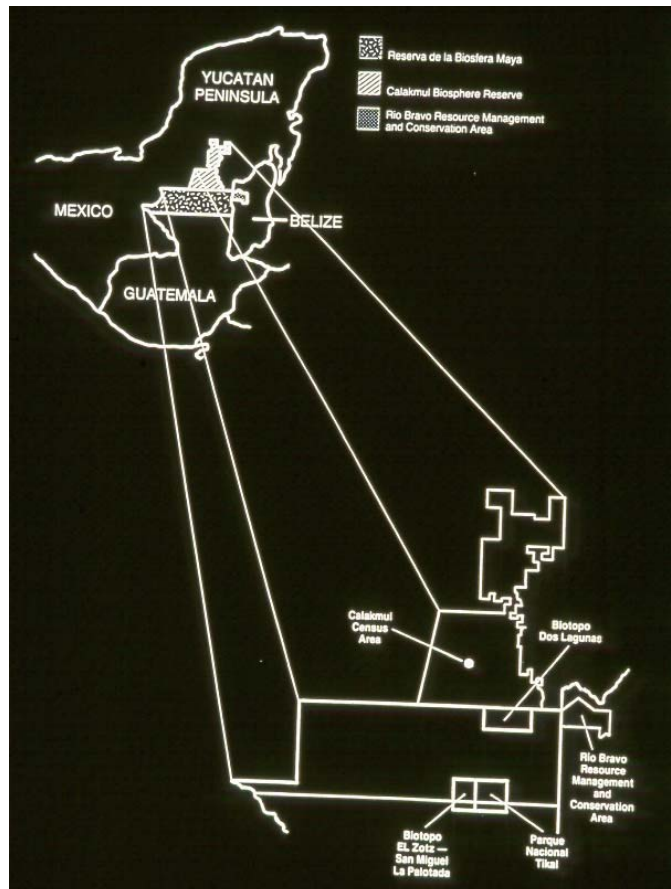 Reserva de la Biosfera Maya
Calakmul Biosphere Reserve
Rio Bravo Resource Management
and Conservation Area
YUCATAN
PENINSULA
MEXICO
BELIZE
GUATEMALA
Calakmul
Census
Area
Biotopo
Dos Lagunas
Rio Bravo
Resource
Management
and
Conservation
Area
Biotopo
EL Zotz —
San Miguel
La Palotada
Parque
Nacional
Tikal